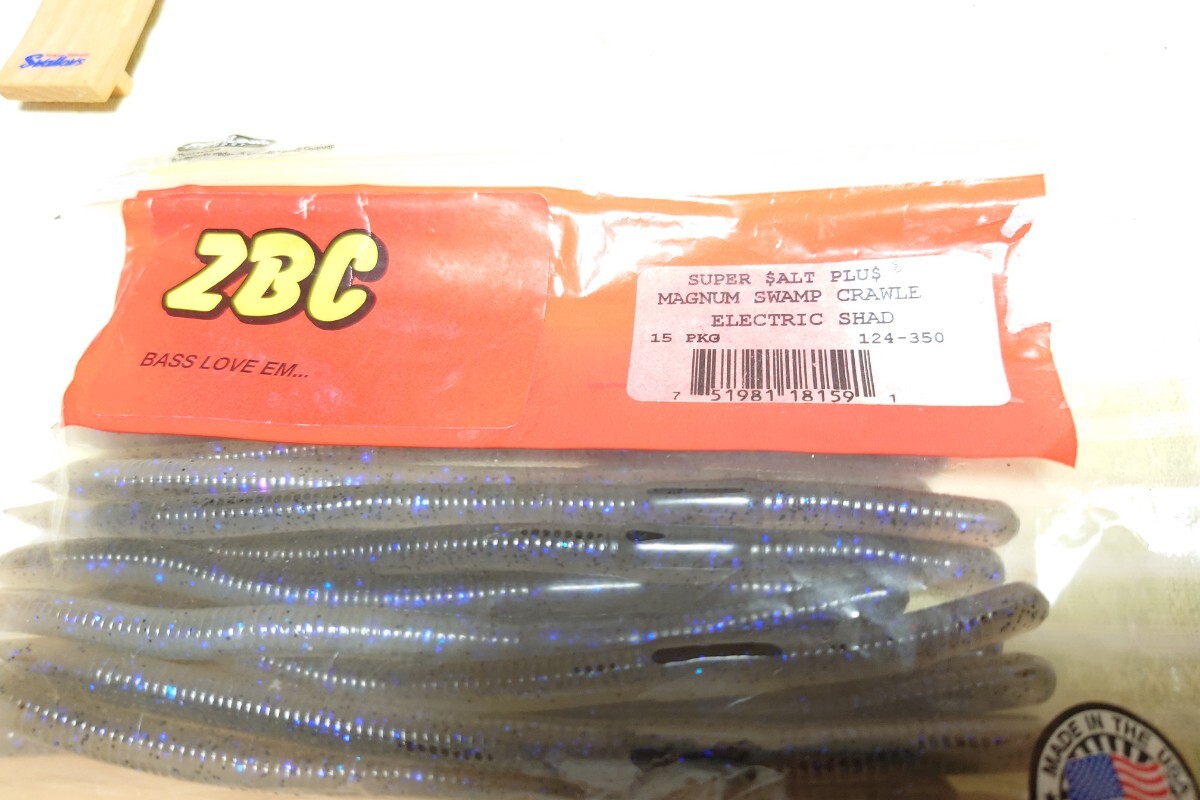 Swallows
ZBC
BASS LOVE EM...
SUPER $ALT PLU$
MAGNUM SWAMP CRAWLE
ELECTRIC SHAD
15 PKG 124-350
7 51981 18159 1
MADE IN THE USA